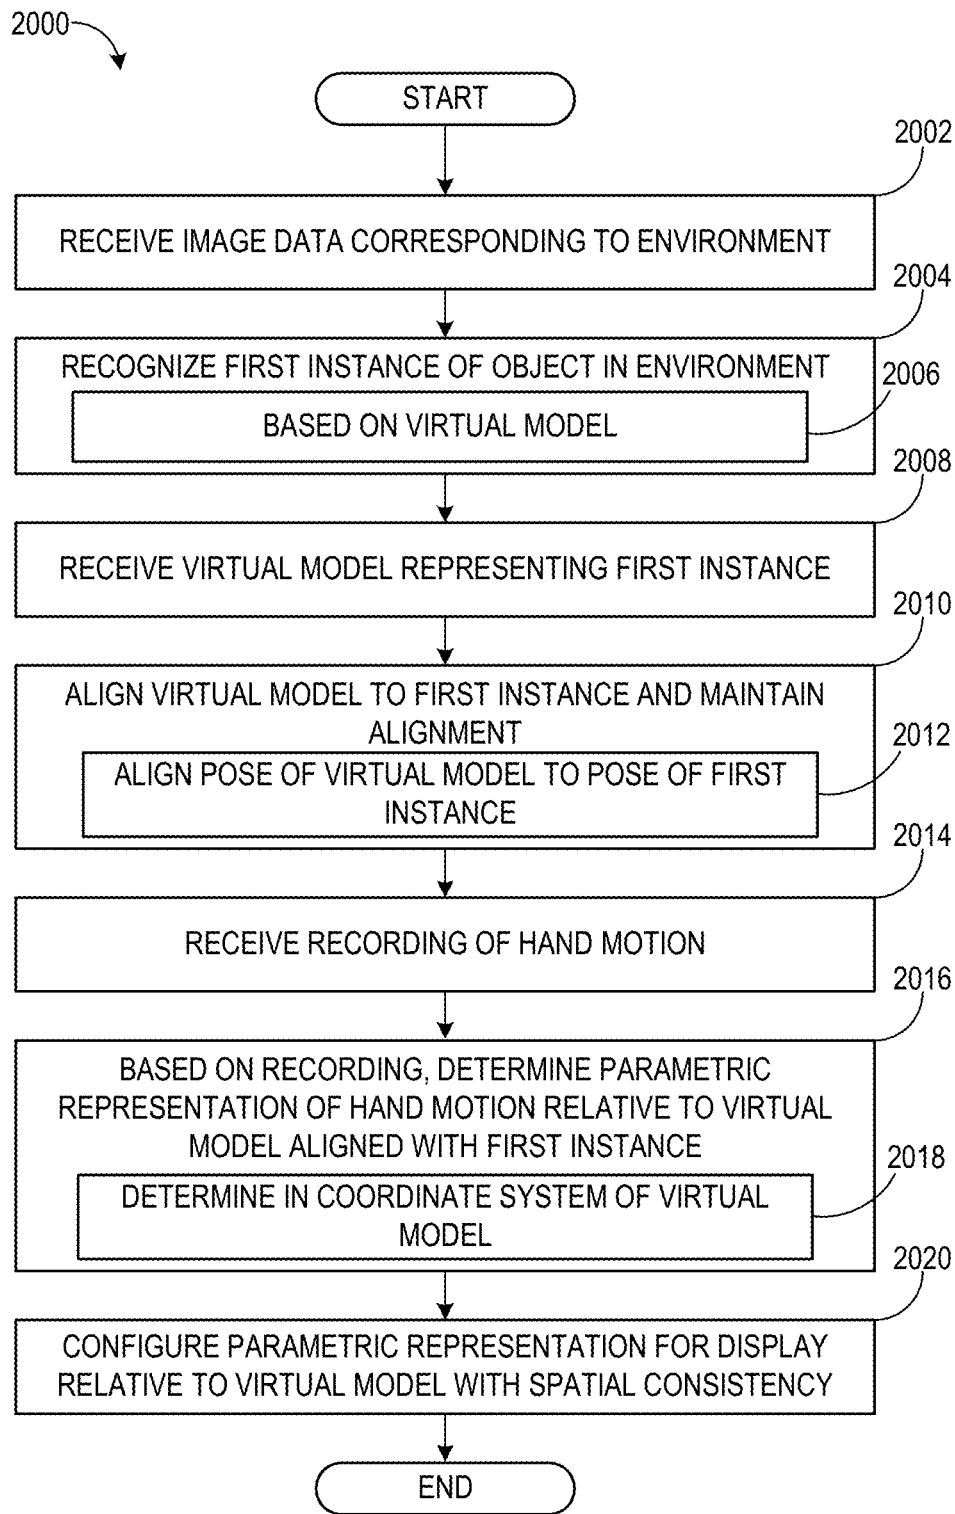 2000
START
2002
RECEIVE IMAGE DATA CORRESPONDING TO ENVIRONMENT
2004
RECOGNIZE FIRST INSTANCE OF OBJECT IN ENVIRONMENT
2006
BASED ON VIRTUAL MODEL
2008
RECEIVE VIRTUAL MODEL REPRESENTING FIRST INSTANCE
2010
ALIGN VIRTUAL MODEL TO FIRST INSTANCE AND MAINTAIN
ALIGNMENT
2012
ALIGN POSE OF VIRTUAL MODEL TO POSE OF FIRST
INSTANCE
2014
RECEIVE RECORDING OF HAND MOTION
2016
BASED ON RECORDING, DETERMINE PARAMETRIC
REPRESENTATION OF HAND MOTION RELATIVE TO VIRTUAL
MODEL ALIGNED WITH FIRST INSTANCE
2018
DETERMINE IN COORDINATE SYSTEM OF VIRTUAL
MODEL
2020
CONFIGURE PARAMETRIC REPRESENTATION FOR DISPLAY
RELATIVE TO VIRTUAL MODEL WITH SPATIAL CONSISTENCY
END